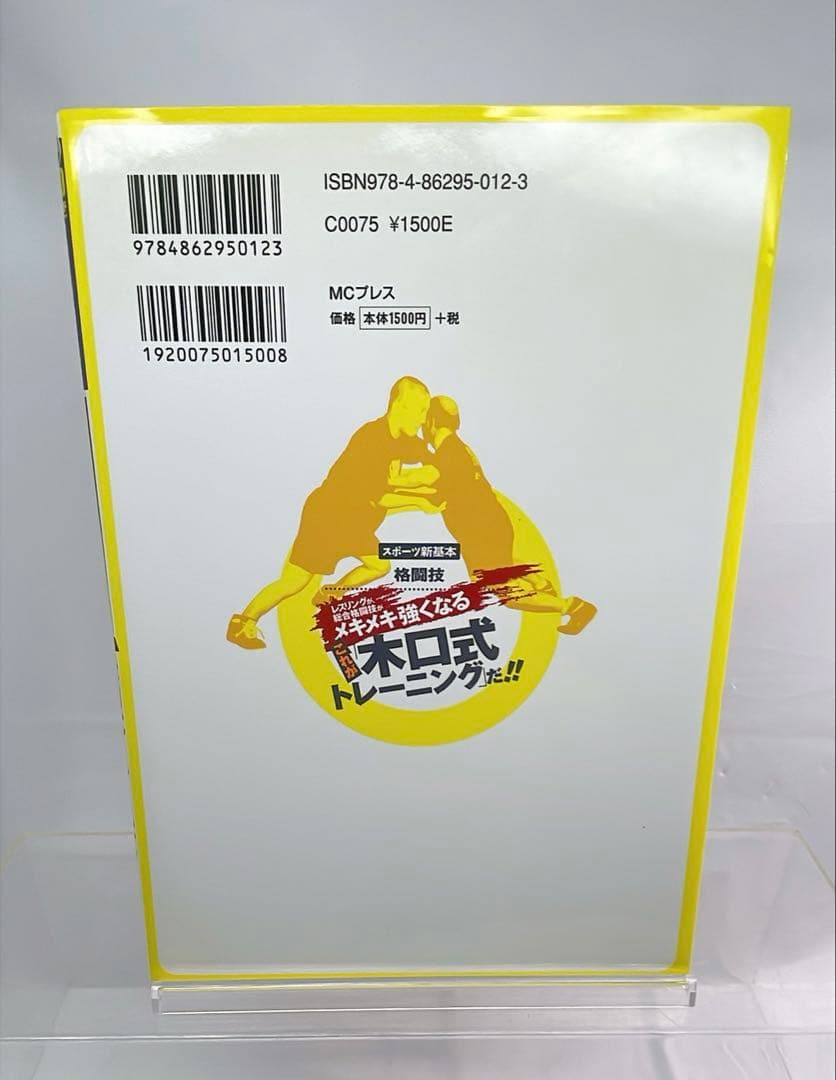 ISBN978-4-86295-012-3
9784862950123
C0075 ¥1500E
MCプレス
価格 本体1500円 +税
1920075015008
スポーツ新基本
格闘技
レスリングが、
総合格闘技が
メキメキ強くなる
これが「木口式
トレーニング」だ!!